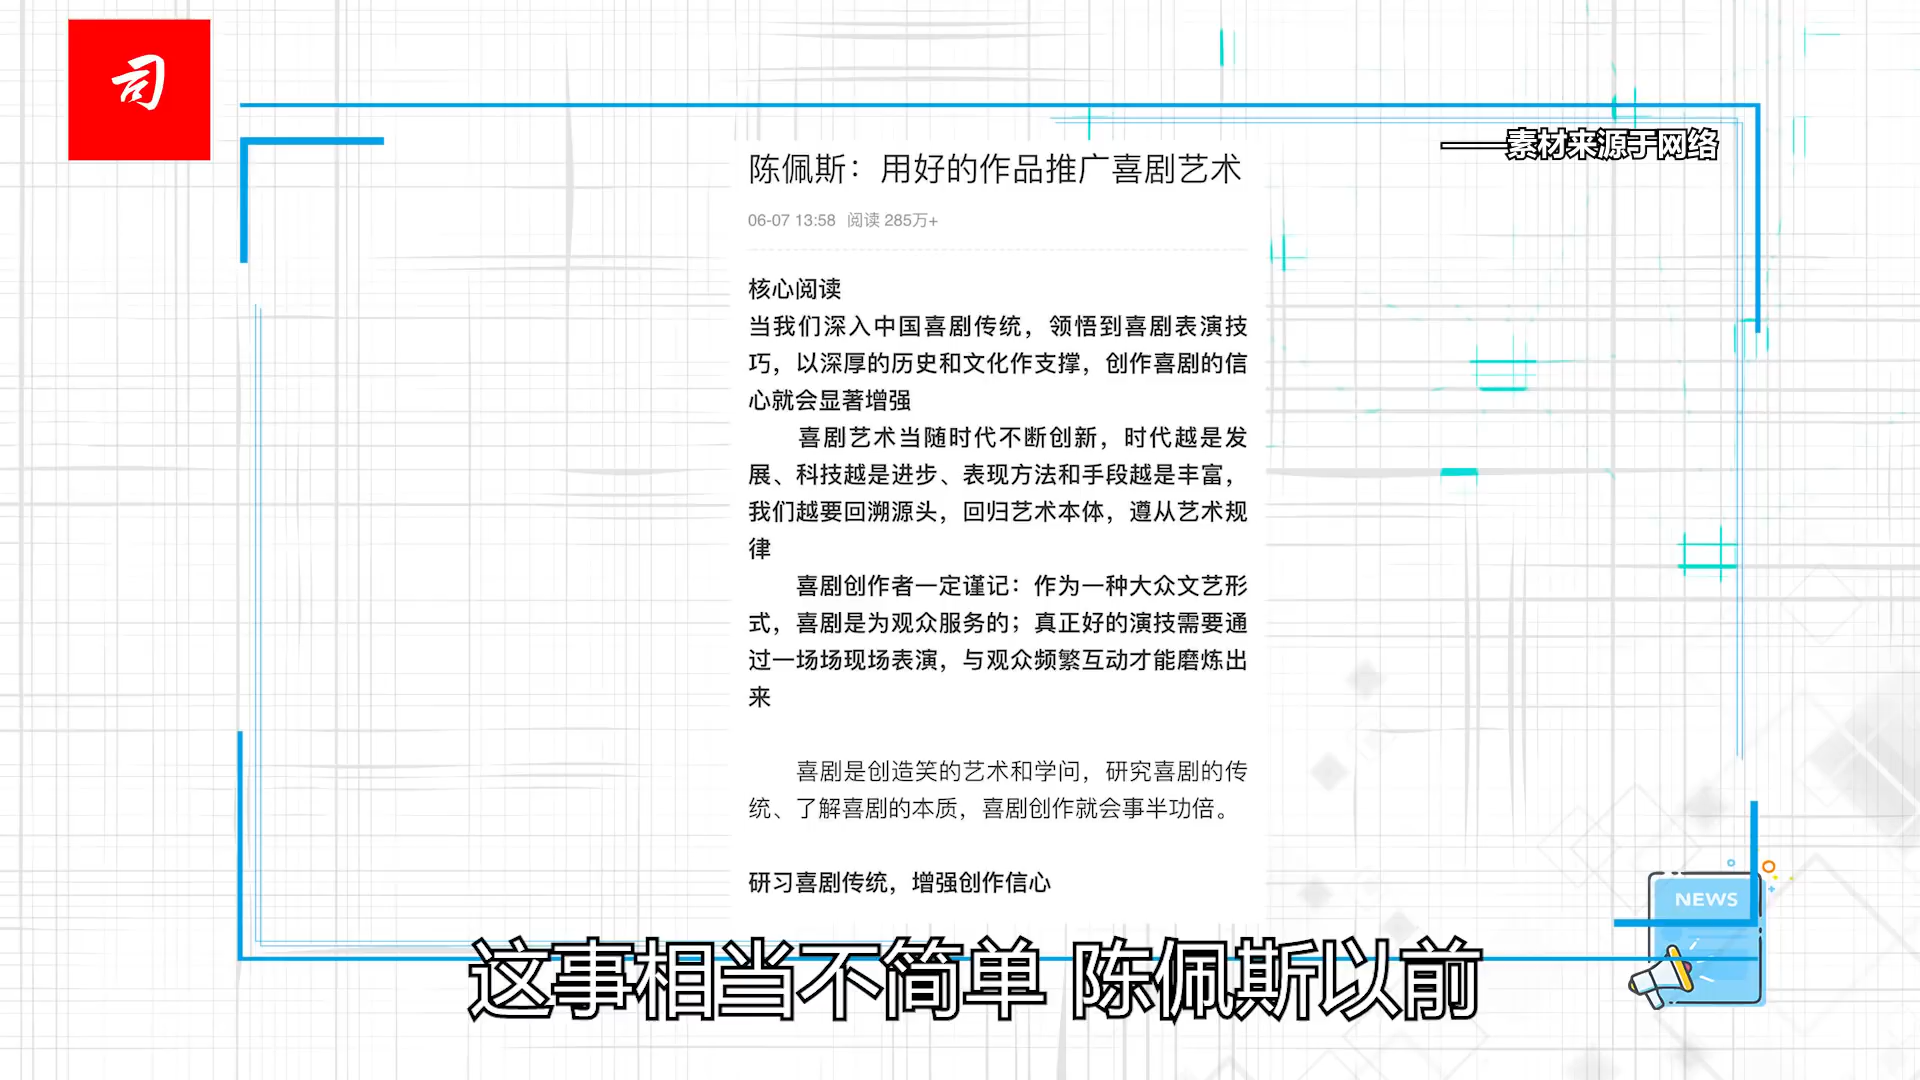 司
——素材来源于网络
陈佩斯：用好的作品推广喜剧艺术
06-07 13:58 阅读 285万+
核心阅读
当我们深入中国喜剧传统，领悟到喜剧表演技
巧，以深厚的历史和文化作支撑，创作喜剧的信
心就会显著增强
喜剧艺术当随时代不断创新，时代越是发
展、科技越是进步、表现方法和手段越是丰富，
我们越要回溯源头，回归艺术本体，遵从艺术规
律
喜剧创作者一定谨记：作为一种大众文艺形
式，喜剧是为观众服务的；真正好的演技需要通
过一场场现场表演，与观众频繁互动才能磨炼出
来
喜剧是创造笑的艺术和学问，研究喜剧的传
统、了解喜剧的本质，喜剧创作就会事半功倍。
研习喜剧传统，增强创作信心
NEWS
这事相当不简单 陈佩斯以前